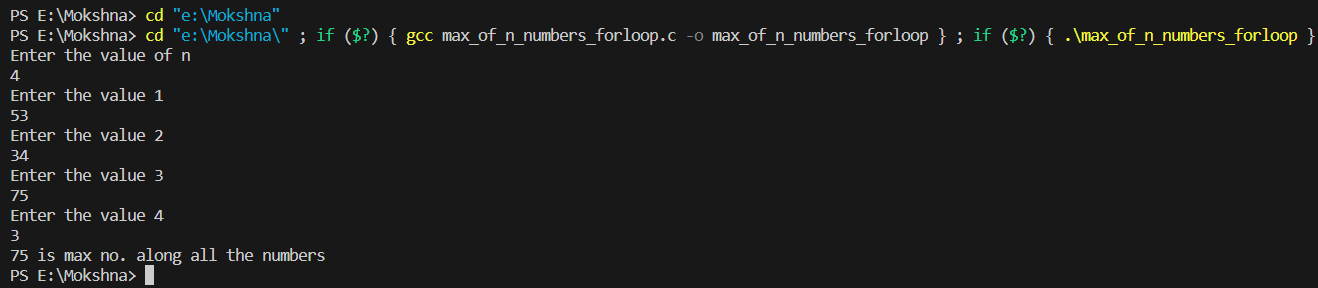 PS E:\Mokshna> cd "e:\Mokshna"
PS E:\Mokshna> cd "e:\Mokshna\" ; if ($?) { gcc max_of_n_numbers_forloop.c -o max_of_n_numbers_forloop } ; if ($?) { .\max_of_n_numbers_forloop }
Enter the value of n
4
Enter the value 1
53
Enter the value 2
34
Enter the value 3
75
Enter the value 4
3
75 is max no. along all the numbers
PS E:\Mokshna>